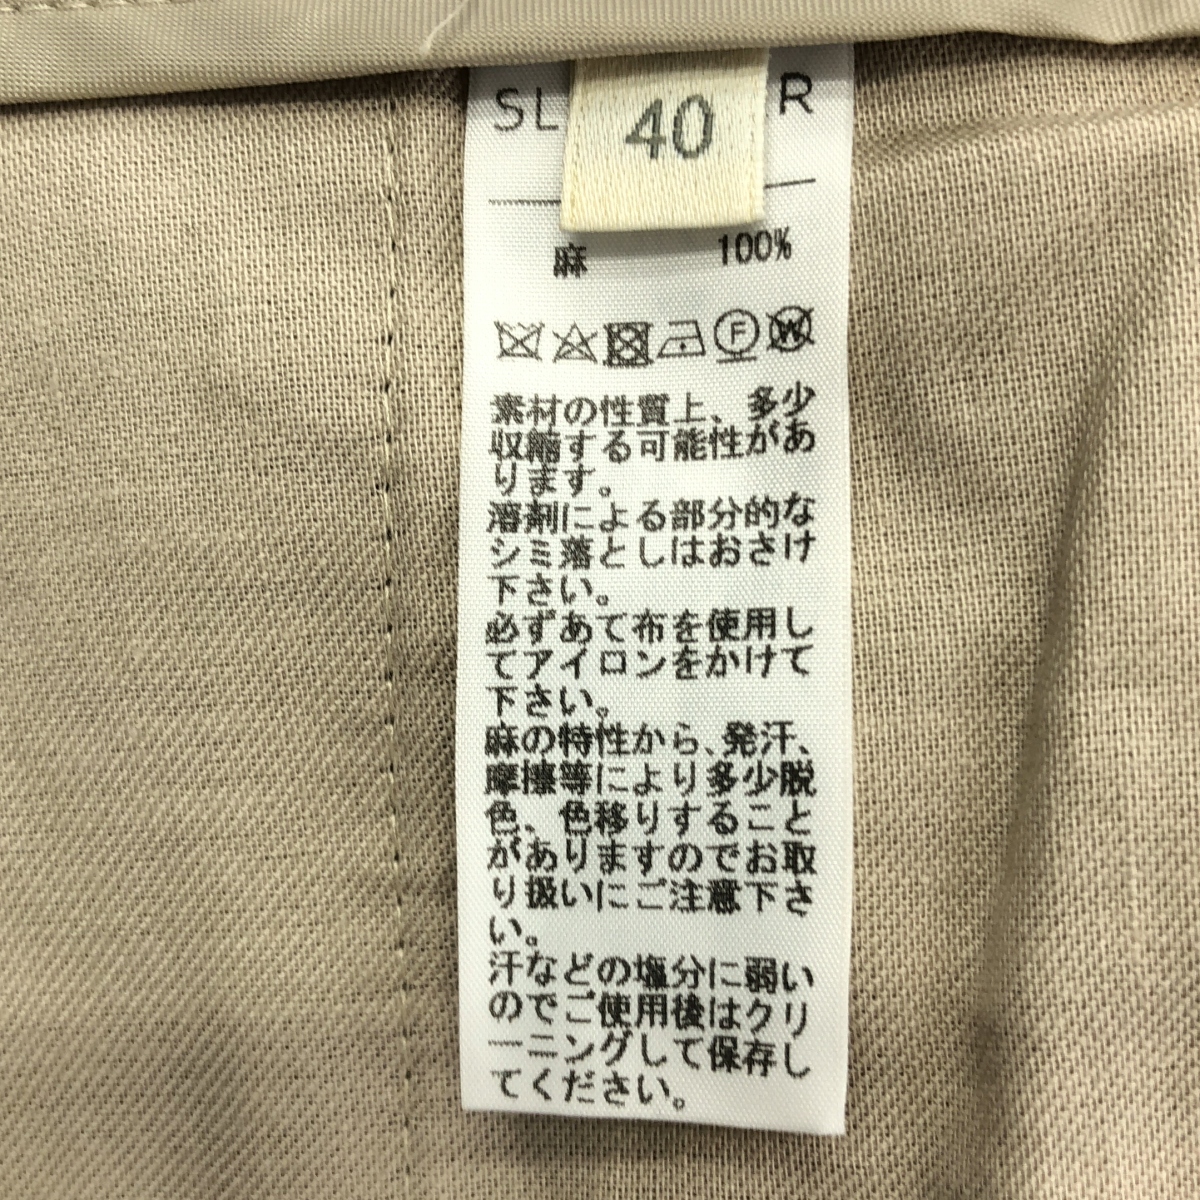 SL
40
R
麻 100%
F
W
素材の性質上、多少
収縮する可能性があ
ります。
溶剤による部分的な
シミ落としはおさけ
下さい。
必ずあて布を使用し
てアイロンをかけて
下さい。
麻の特性から、発汗、
摩擦等により多少脱
色、色移りすること
がありますのでお取
り扱いにご注意下さ
い。
汗などの塩分に弱い
のでご使用後はクリ
ーニングして保存し
てください。